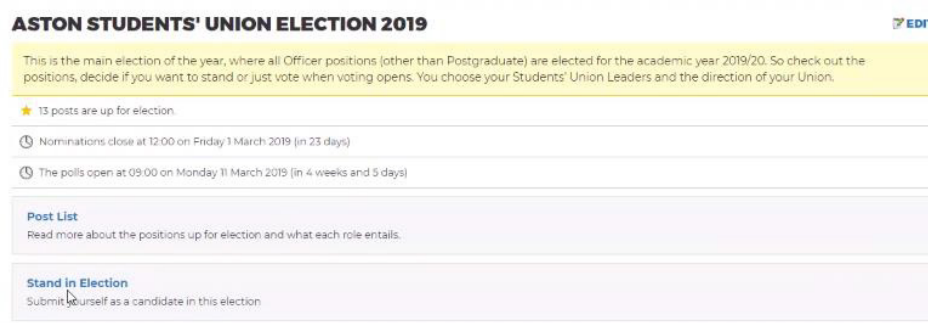 ASTON STUDENTS' UNION ELECTION 2019
This is the main election of the year, where all Officer positions (other than Postgraduate) are elected for the academic year 2019/20. So check out the
positions, decide if you want to stand or just vote when voting opens. You choose your Students' Union Leaders and the direction of your Union.
13 posts are up for election.
Nominations close at 12:00 on Friday 1 March 2019 (in 23 days)
The polls open at 09:00 on Monday 11 March 2019 (in 4 weeks and 5 days)
Post List
Read more about the positions up for election and what each role entails.
Stand in Election
Submit yourself as a candidate in this election